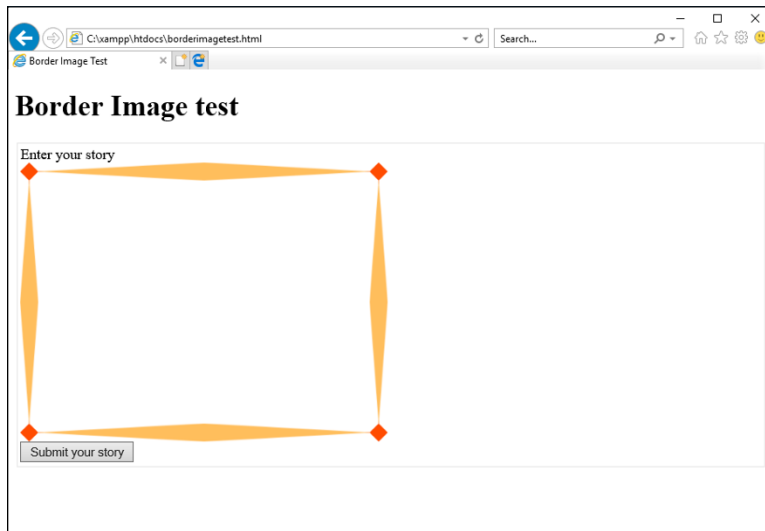 C:\xampp\htdocs\borderimagetest.html
Search...
Border Image Test
Border Image test
Enter your story
Submit your story